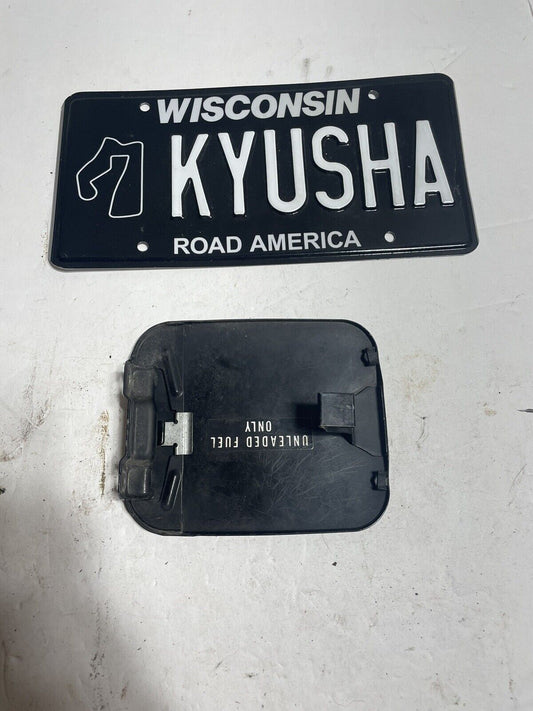 WISCONSIN
KYUSHA
ROAD AMERICA
UNLEADED FUEL
ONLY